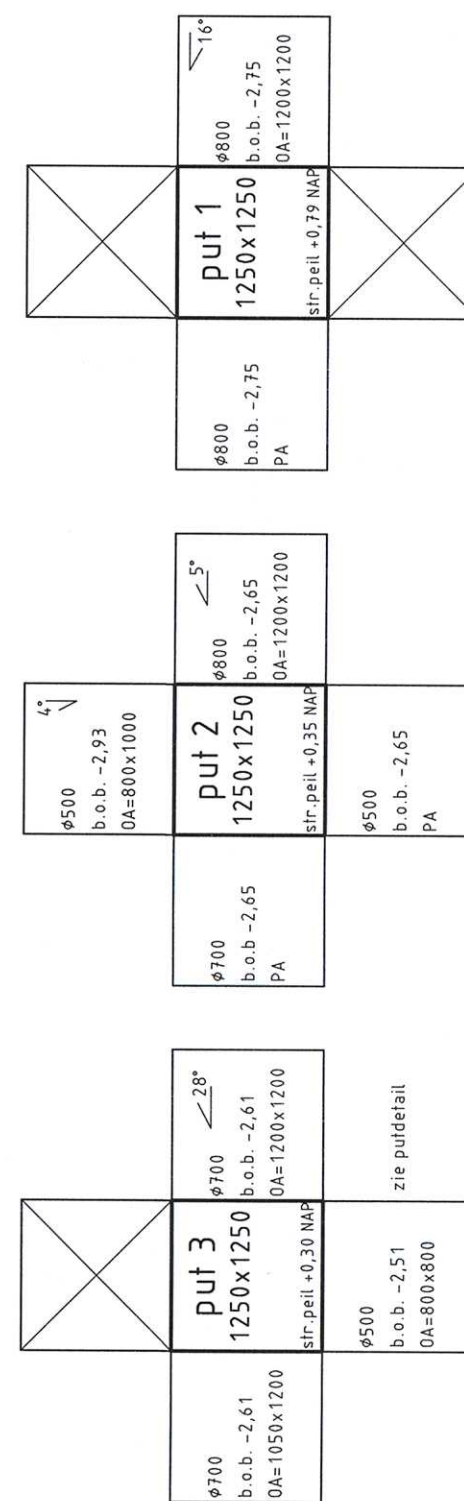 16°
φ800
b.o.b. -2,75
OA=1200x1200
put 1
1250x1250
str.peil +0,79 NAP
φ800
b.o.b. -2,75
PA
4°
φ500
b.o.b. -2,93
OA=800x1000
5°
φ800
b.o.b. -2,65
OA=1200x1200
put 2
1250x1250
str.peil +0,35 NAP
φ700
b.o.b -2,65
PA
φ500
b.o.b. -2,65
PA
28°
φ700
b.o.b. -2,61
OA=1200x1200
put 3
1250x1250
str.peil +0,30 NAP
φ700
b.o.b. -2,61
OA=1050x1200
φ500
b.o.b. -2,51
OA=800x800
zie putdetail